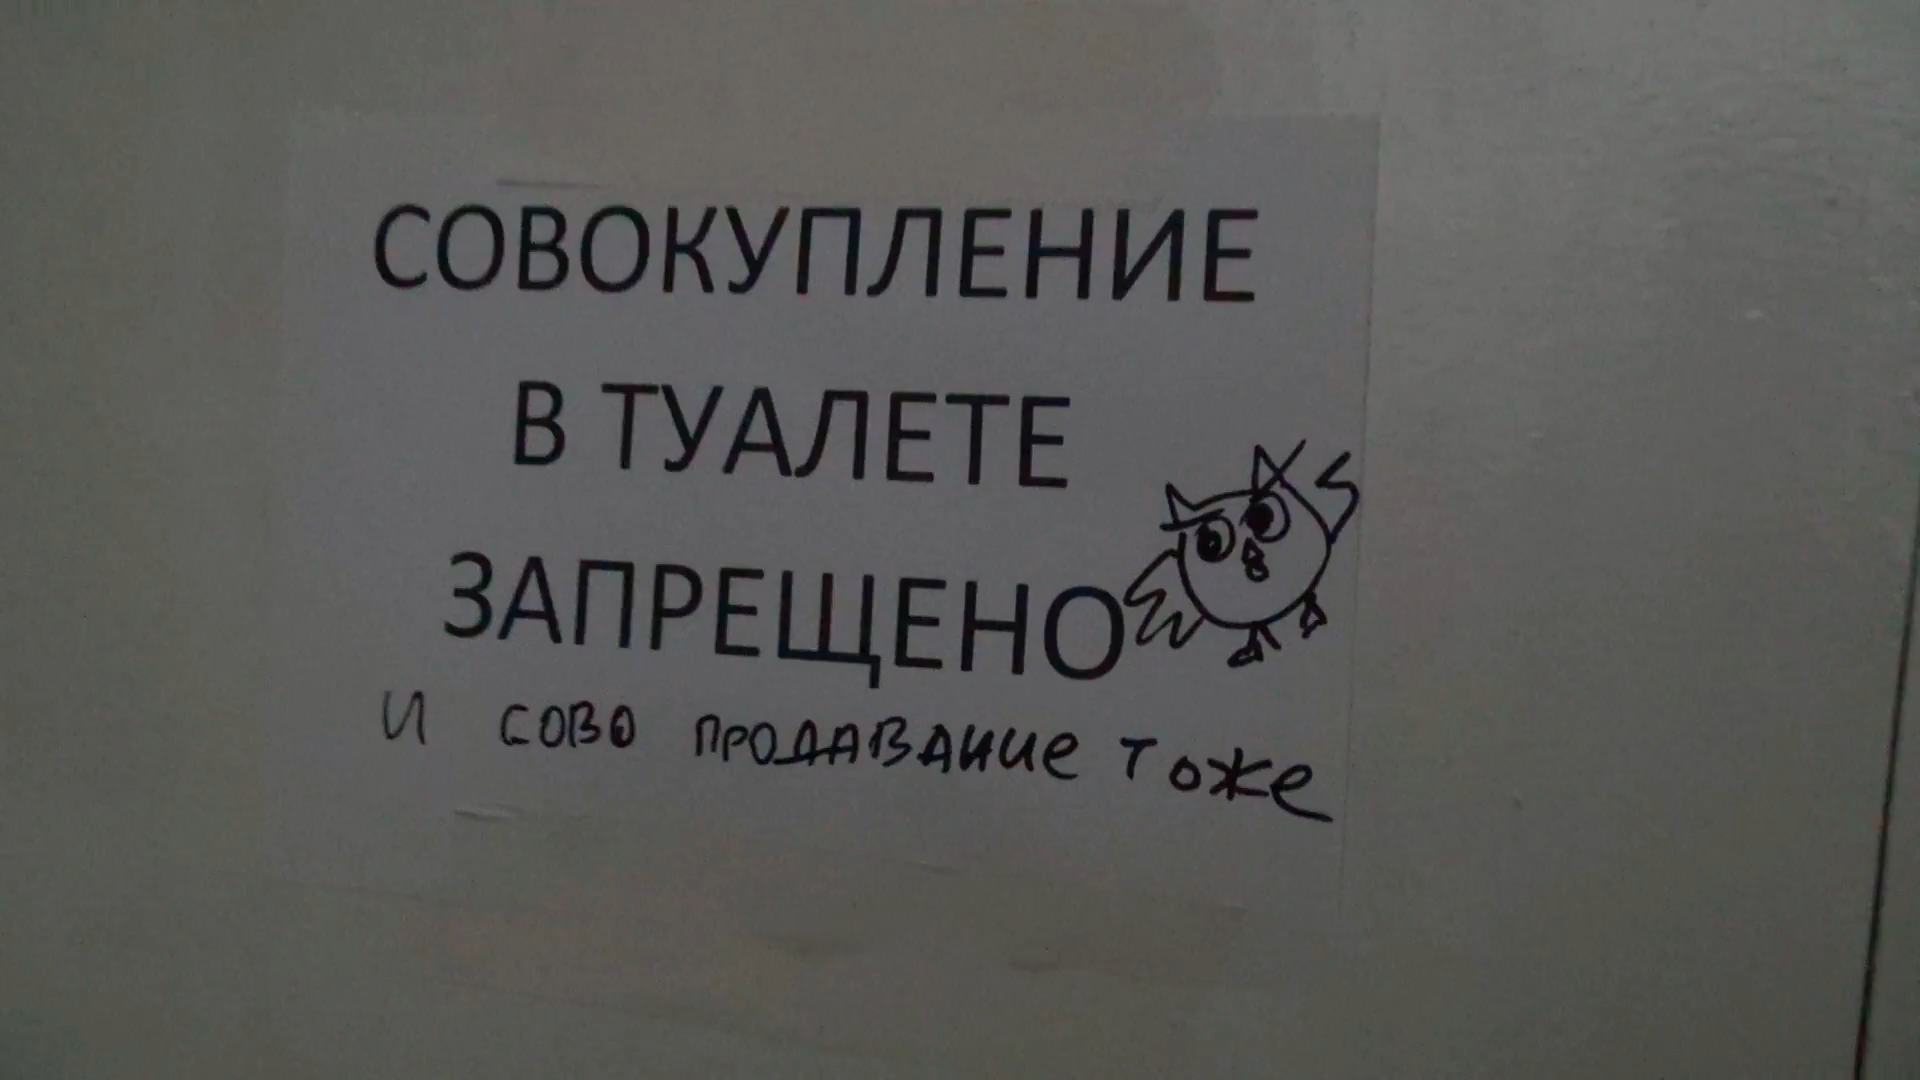 СОВОКУПЛЕНИЕ
В ТУАЛЕТЕ
ЗАПРЕЩЕНО
и сово продавание тоже